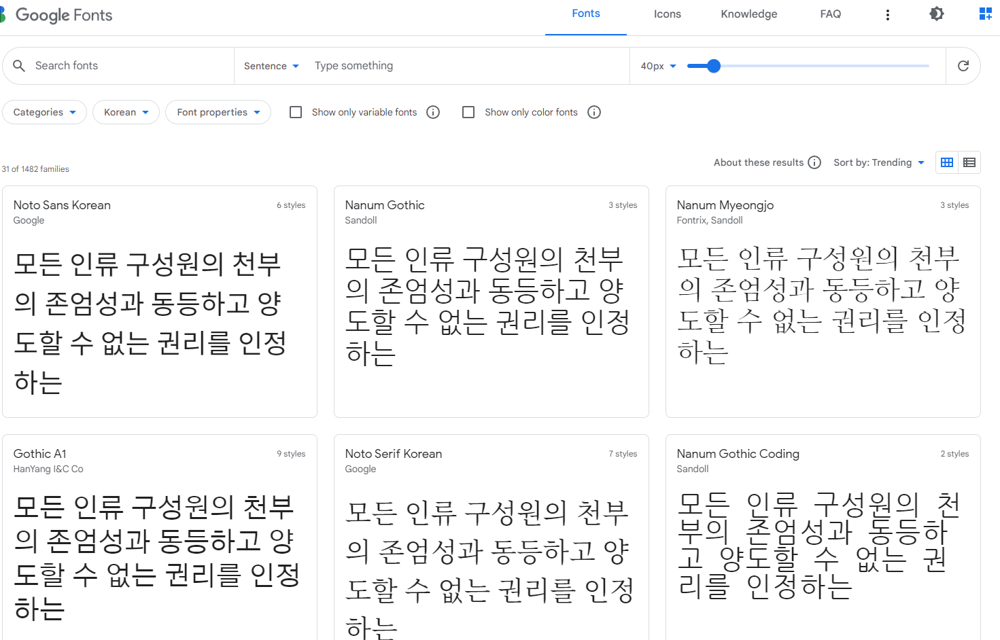 Google Fonts
Fonts
Icons
Knowledge
FAQ
Search fonts
Sentence
Type something
40px
Categories
Korean
Font properties
Show only variable fonts
Show only color fonts
31 of 1482 families
About these results
Sort by: Trending
Noto Sans Korean
6 styles
Google
모든 인류 구성원의 천부
의 존엄성과 동등하고 양
도할 수 없는 권리를 인정
하는
Nanum Gothic
3 styles
Sandoll
모든 인류 구성원의 천부
의 존엄성과 동등하고 양
도할 수 없는 권리를 인정
하는
Nanum Myeongjo
3 styles
Fontrix, Sandoll
모든 인류 구성원의 천부
의 존엄성과 동등하고 양
도할 수 없는 권리를 인정
하는
Gothic A1
9 styles
HanYang I&C Co
모든 인류 구성원의 천부
의 존엄성과 동등하고 양
도할 수 없는 권리를 인정
하는
Noto Serif Korean
7 styles
Google
모든 인류 구성원의 천부
의 존엄성과 동등하고 양
도할 수 없는 권리를 인정
하는
Nanum Gothic Coding
2 styles
Sandoll
모든 인류 구성원의 천
부의 존엄성과 동등하
고 양도할 수 없는 권
리를 인정하는